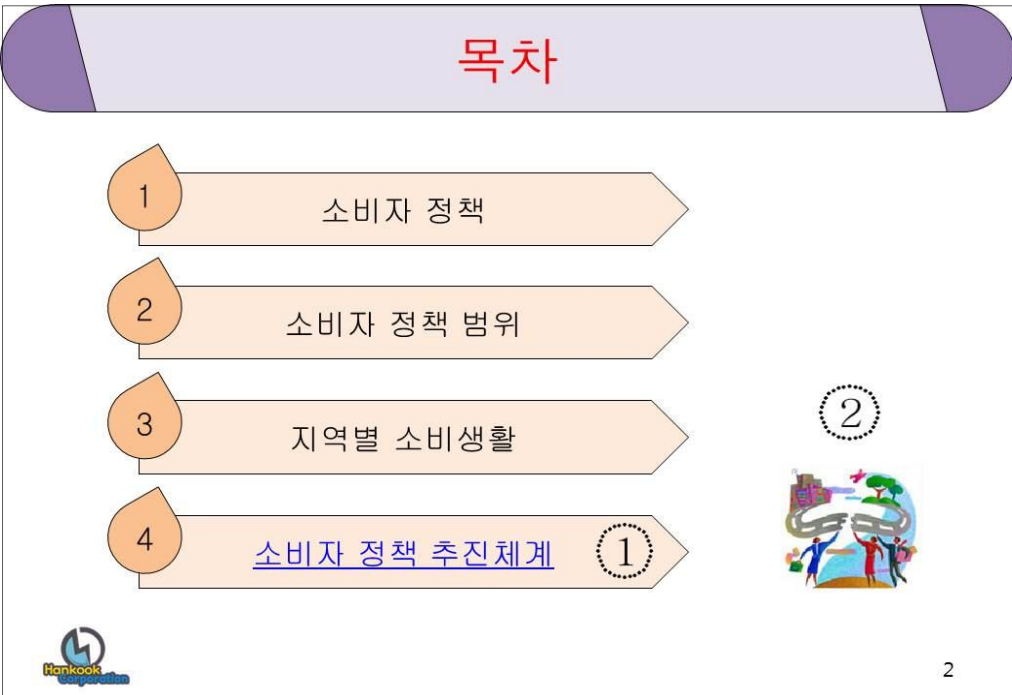 목차
1
소비자 정책
2
소비자 정책 범위
3
지역별 소비생활
②
4
소비자 정책 추진체계 ①
Hankook
Corporation
2